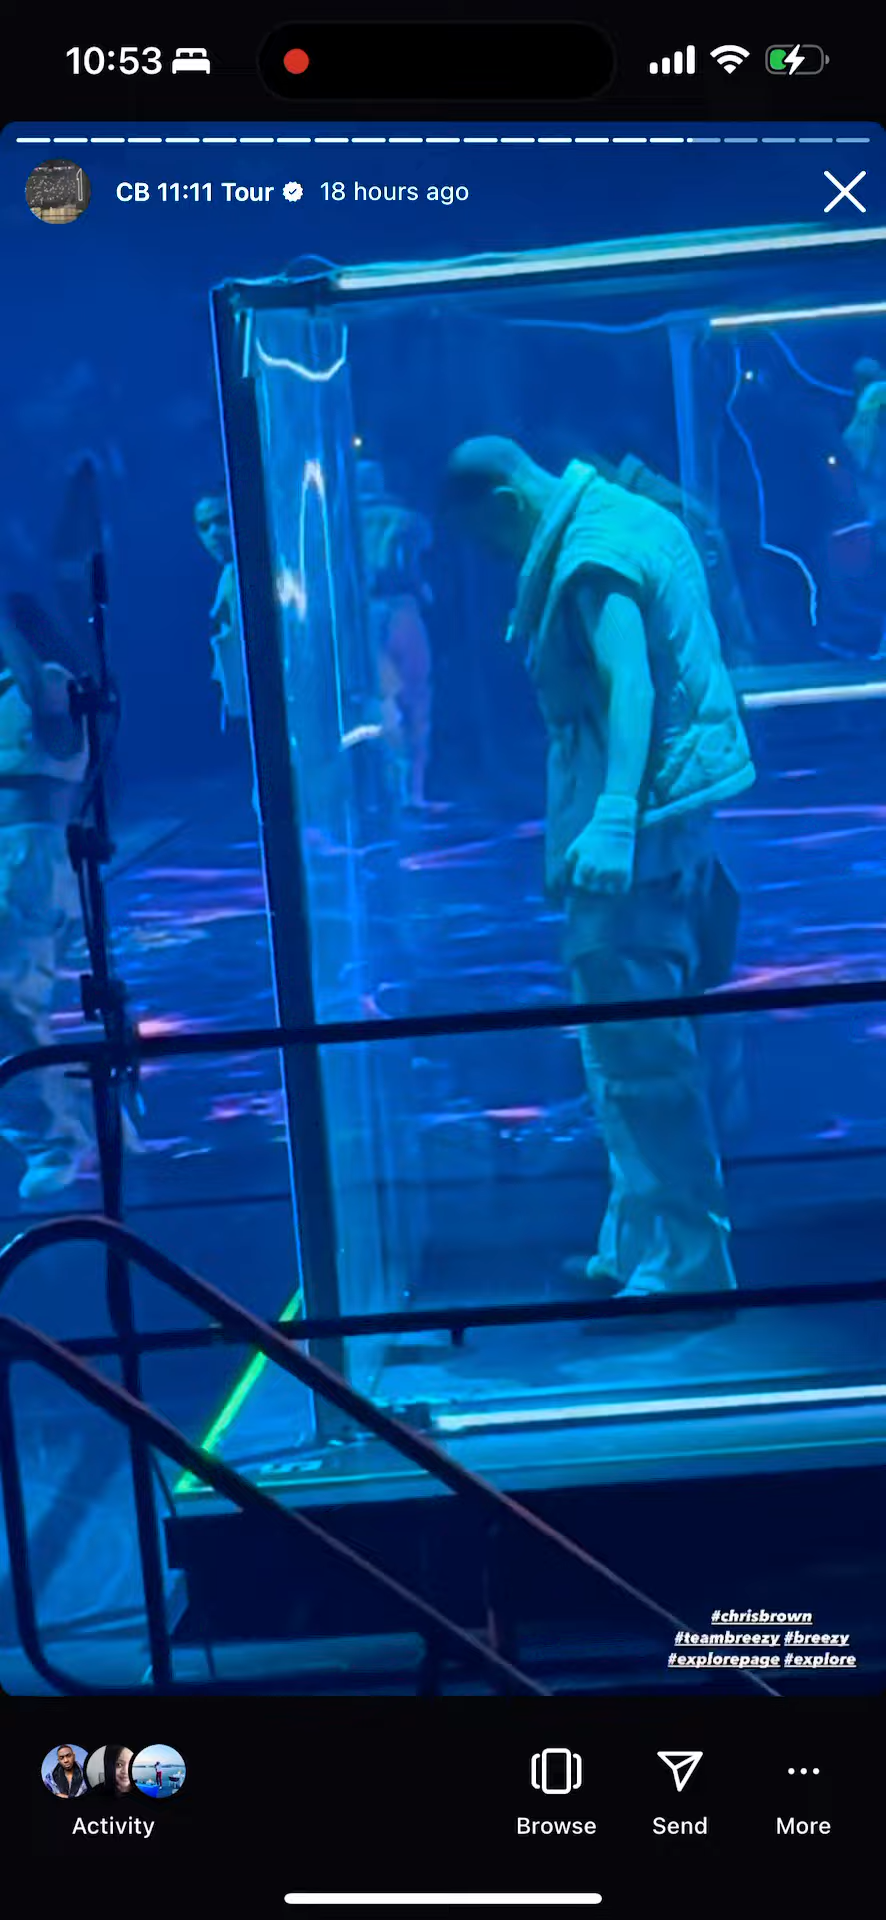 10:53
CB 11:11 Tour 18 hours ago
#chrisbrown
#teambreezy #breezy
#explorepage #explore
Activity
Browse
Send
More